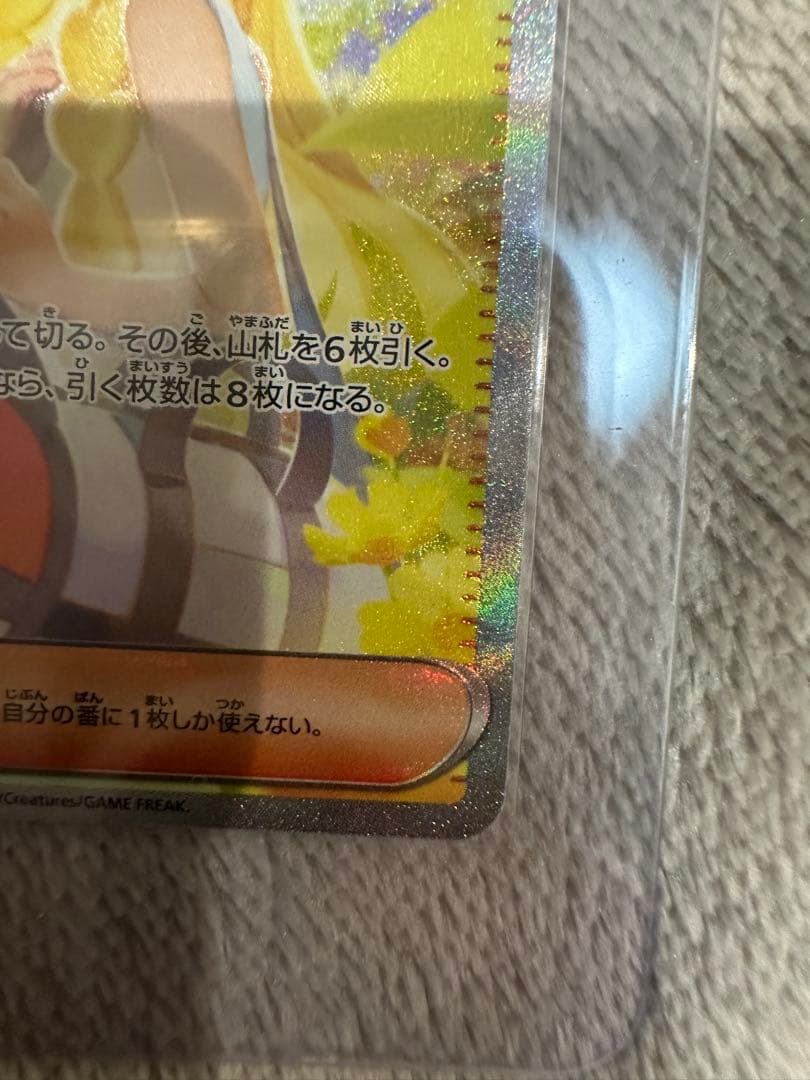 て切る。その後、山札を6枚引く。
なら、引く枚数は8枚になる。
自分の番に1枚しか使えない。
/Creatures/GAME FREAK.